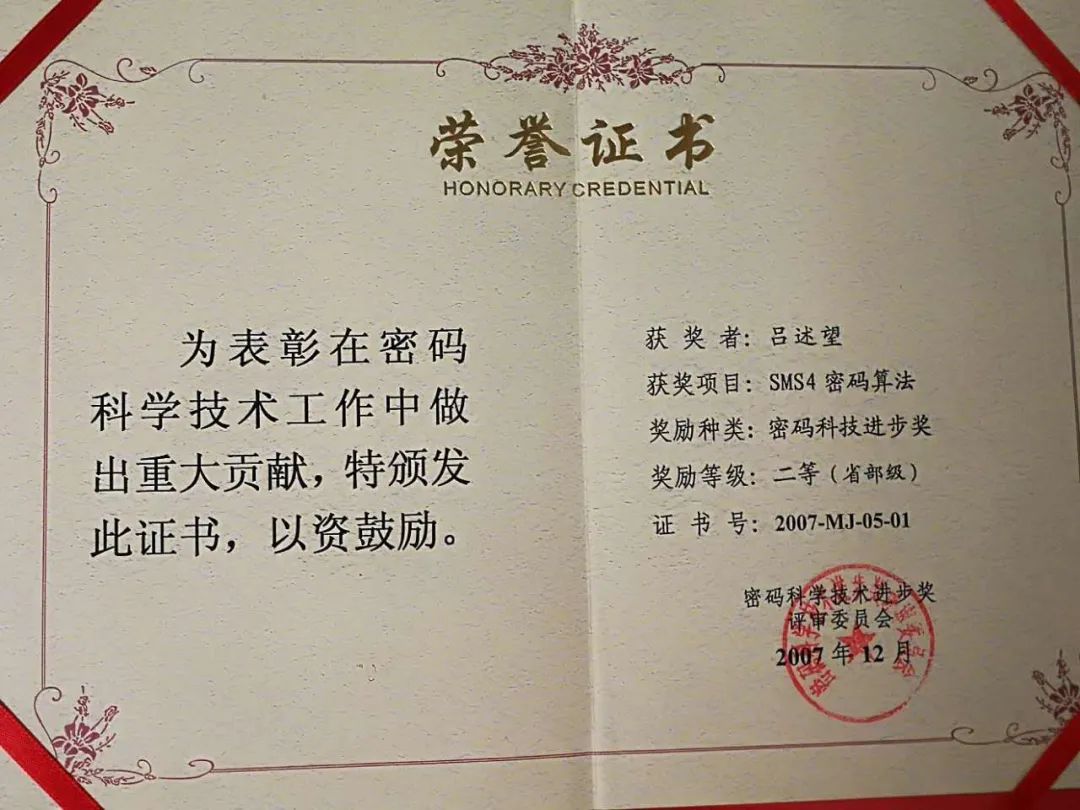 荣誉证书
HONORARY CREDENTIAL
为表彰在密码
科学技术工作中做
出重大贡献，特颁发
此证书，以资鼓励。
获奖者：吕述望
获奖项目：SMS4 密码算法
奖励种类：密码科技进步奖
奖励等级：二等（省部级）
证书号：2007-MJ-05-01
密码科学技术进步奖
评审委员会
2007 年 12 月